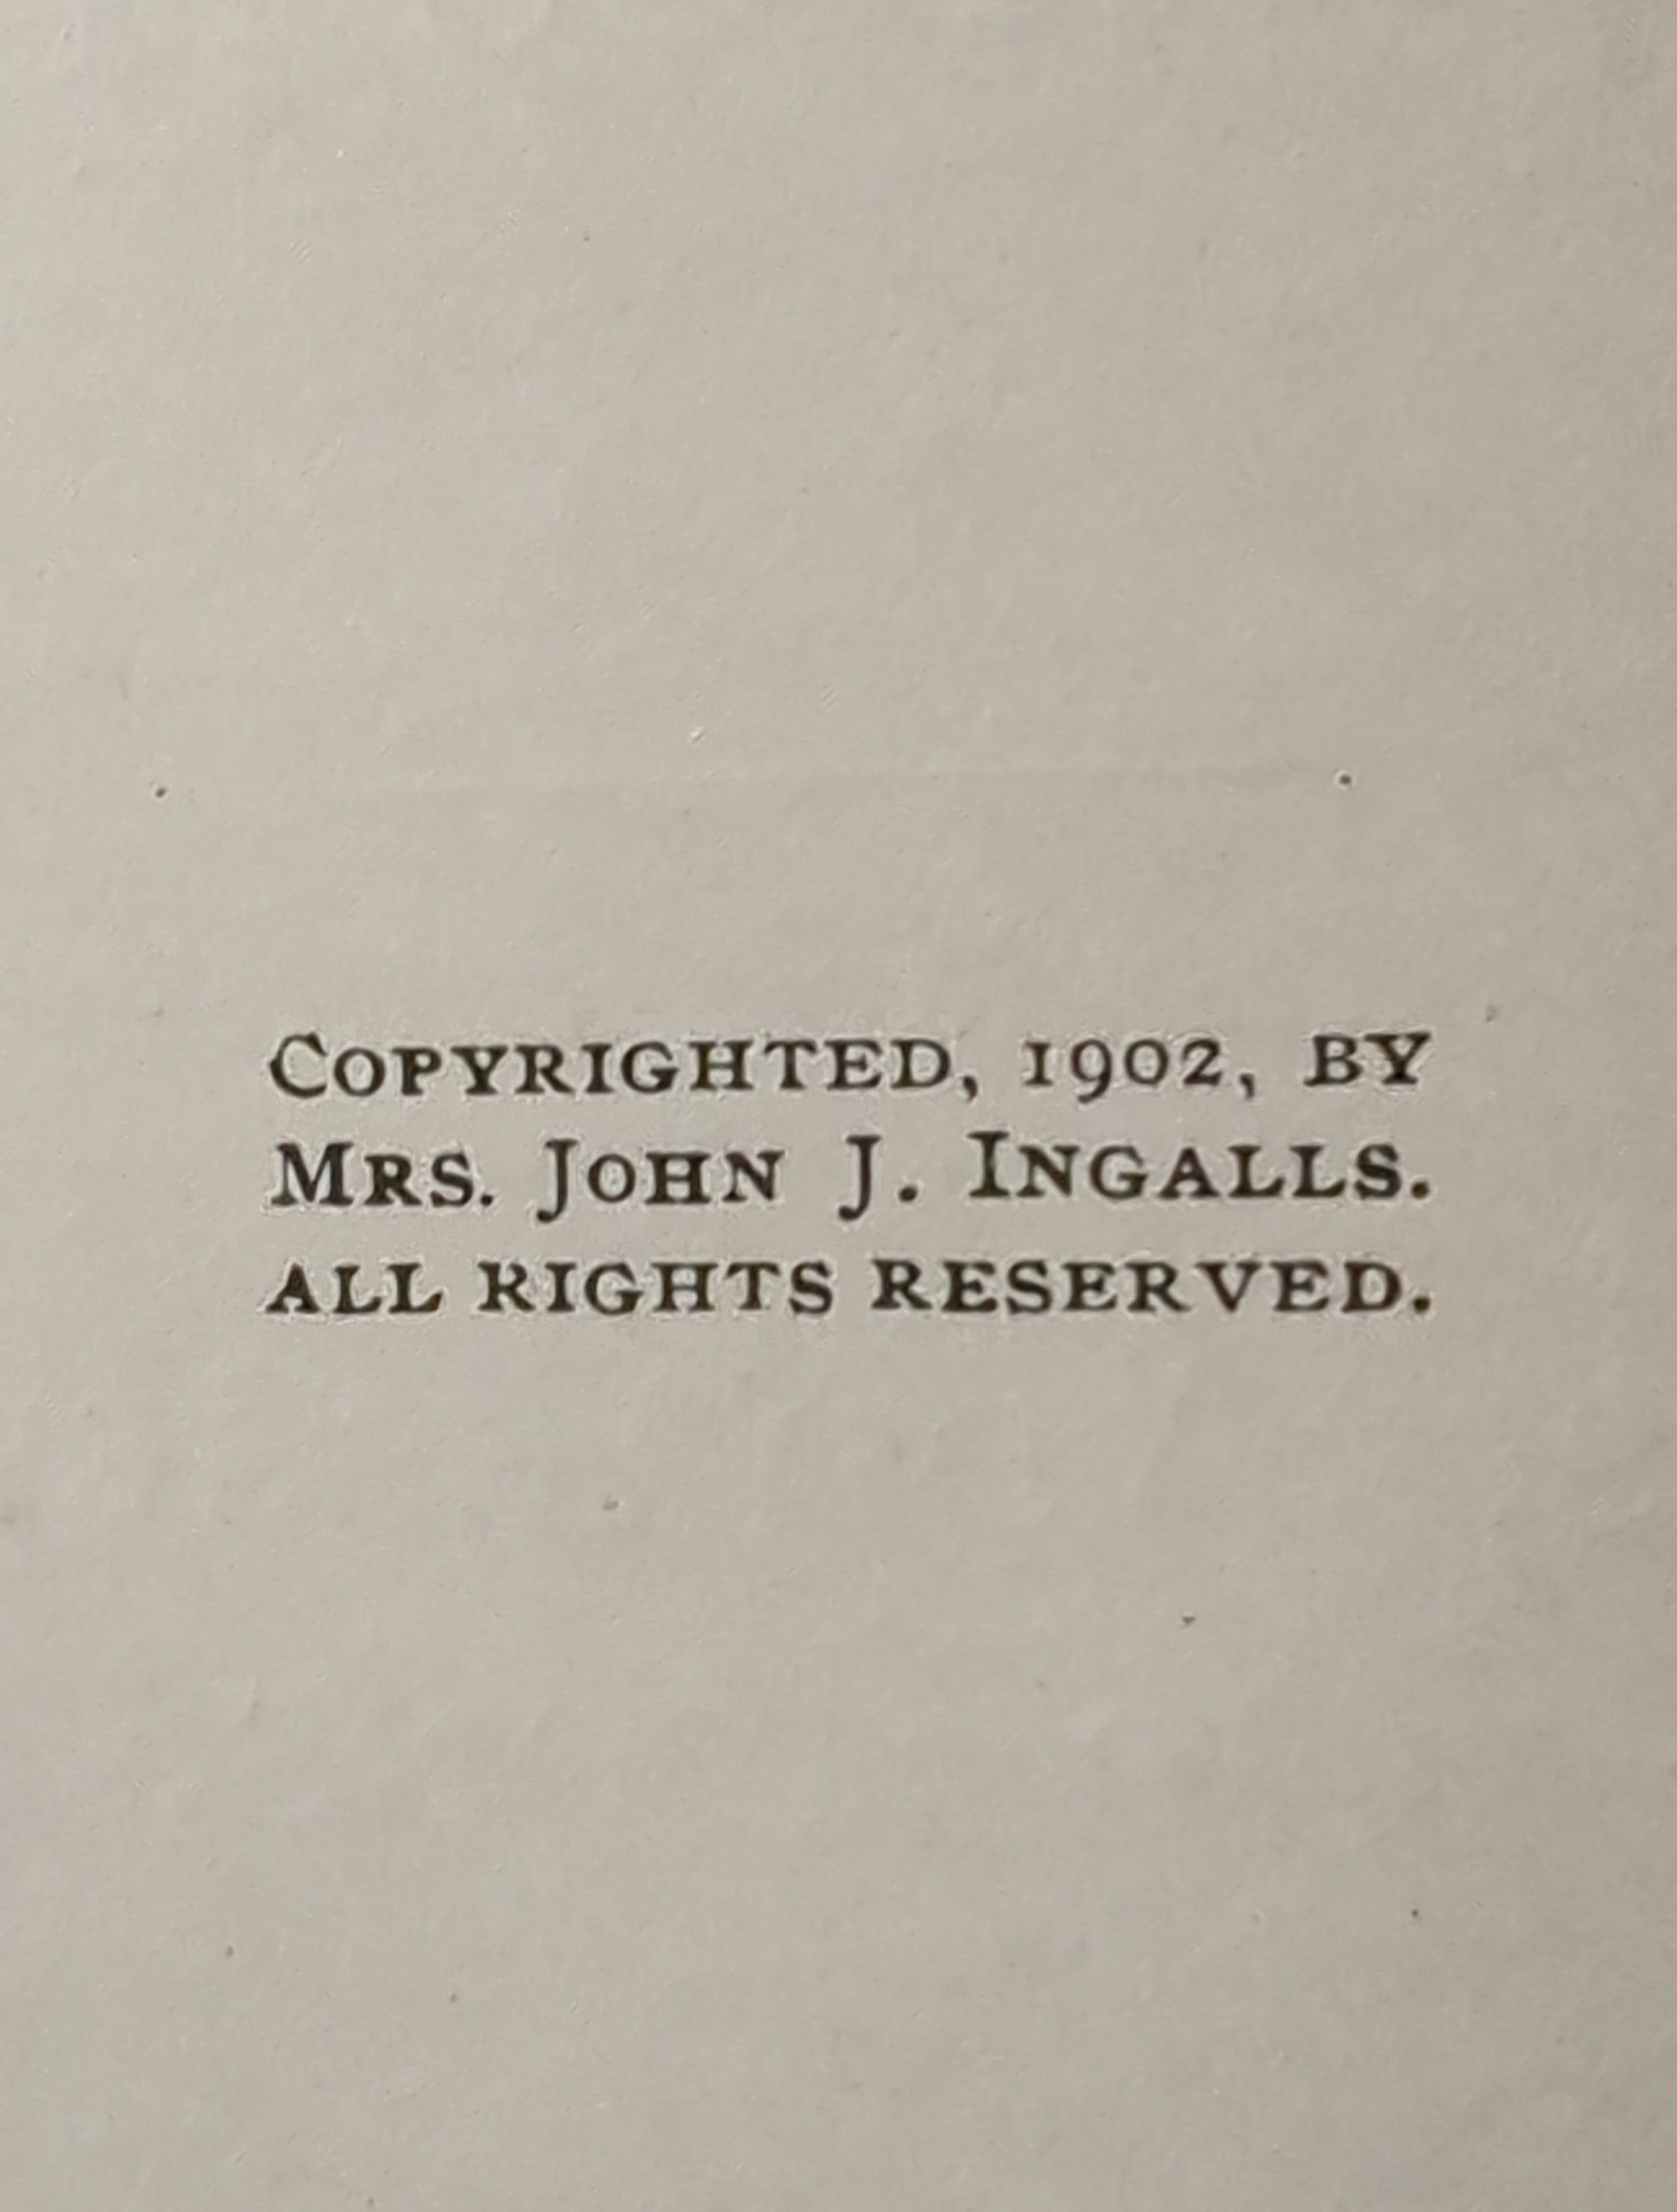 Copyrighted, 1902, by
Mrs. John J. Ingalls.
all rights reserved.